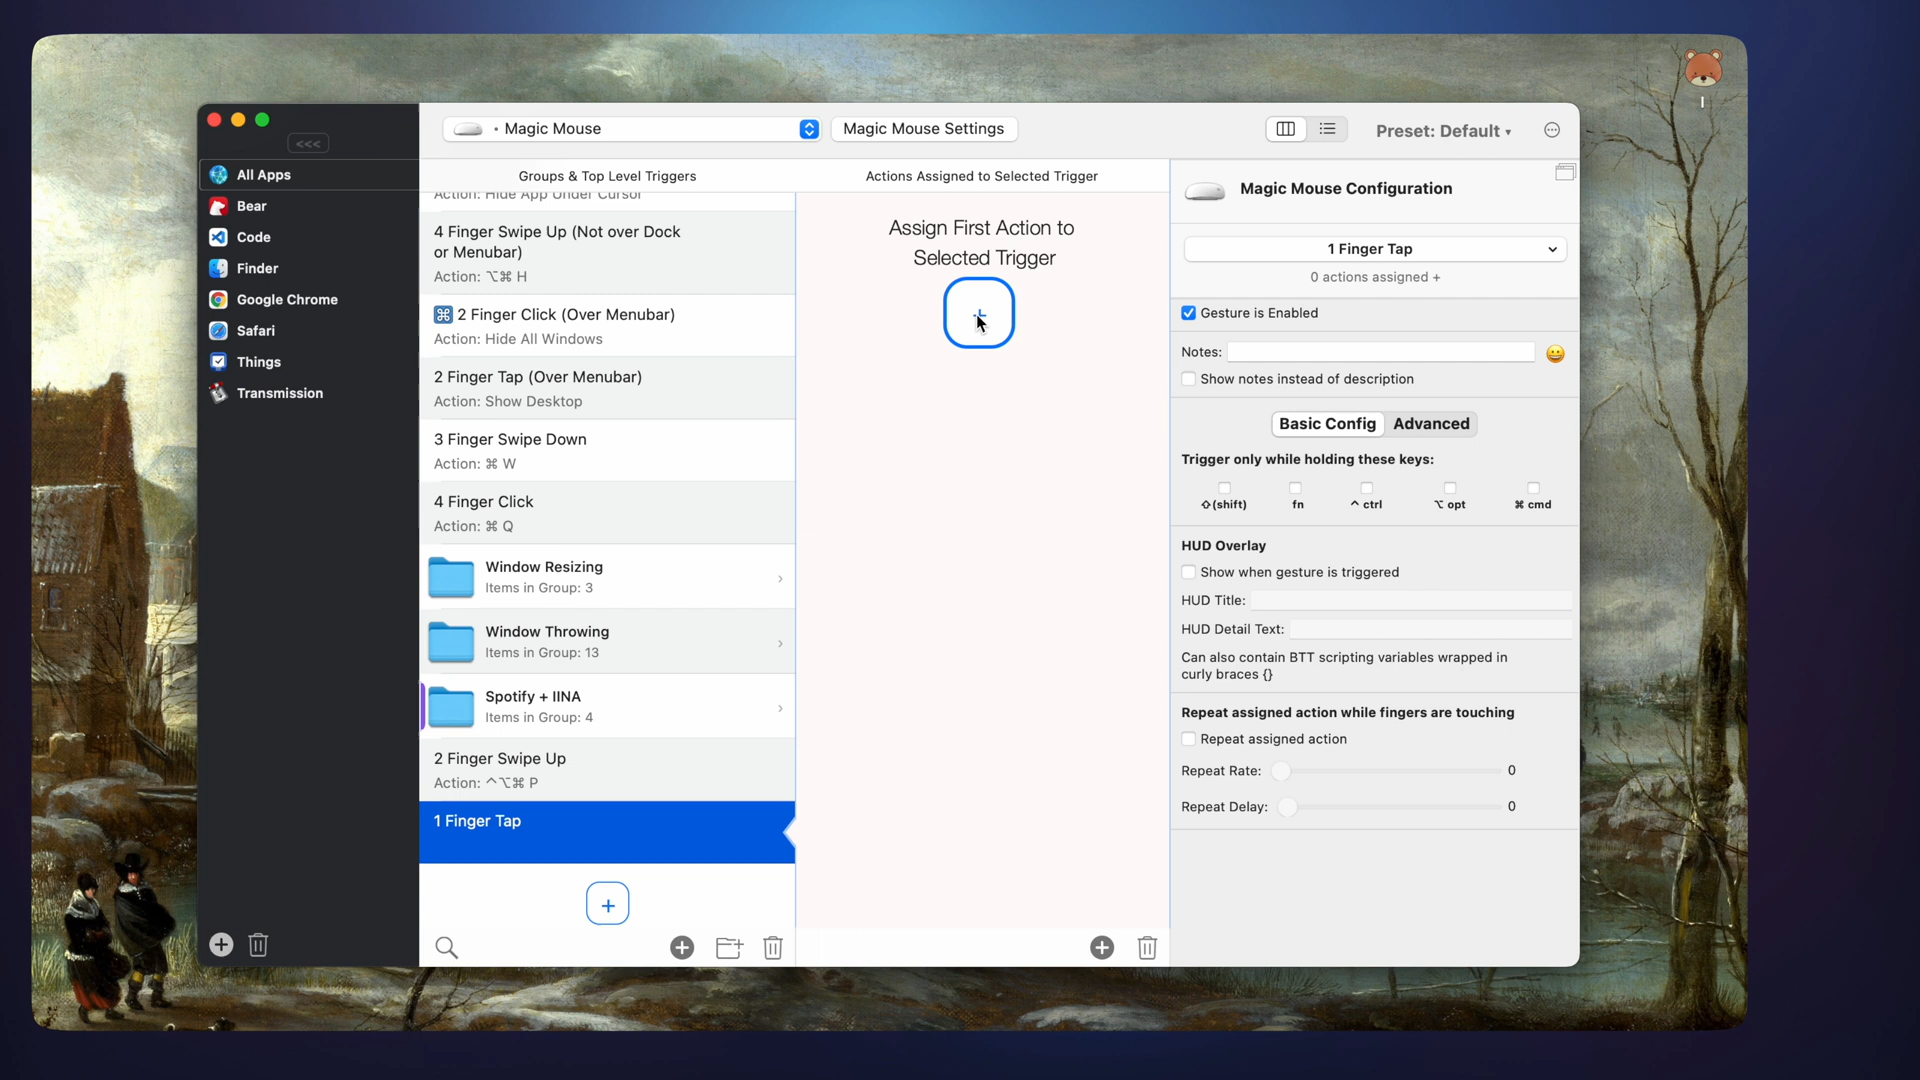 <<<
All Apps
Bear
Code
Finder
Google Chrome
Safari
Things
Transmission
• Magic Mouse
Magic Mouse Settings
Preset: Default
Groups & Top Level Triggers
Action: Hide App Under Cursor
4 Finger Swipe Up (Not over Dock
or Menubar)
Action: ⌥⌘ H
⌘ 2 Finger Click (Over Menubar)
Action: Hide All Windows
2 Finger Tap (Over Menubar)
Action: Show Desktop
3 Finger Swipe Down
Action: ⌘ W
4 Finger Click
Action: ⌘ Q
Window Resizing
Items in Group: 3
Window Throwing
Items in Group: 13
Spotify + IINA
Items in Group: 4
2 Finger Swipe Up
Action: ^⌥⌘ P
1 Finger Tap
Actions Assigned to Selected Trigger
Assign First Action to
Selected Trigger
Magic Mouse Configuration
1 Finger Tap
0 actions assigned +
Gesture is Enabled
Notes:
Show notes instead of description
Basic Config Advanced
Trigger only while holding these keys:
⇧(shift) fn ^ ctrl ⌥ opt ⌘ cmd
HUD Overlay
Show when gesture is triggered
HUD Title:
HUD Detail Text:
Can also contain BTT scripting variables wrapped in
curly braces {}
Repeat assigned action while fingers are touching
Repeat assigned action
Repeat Rate: 0
Repeat Delay: 0